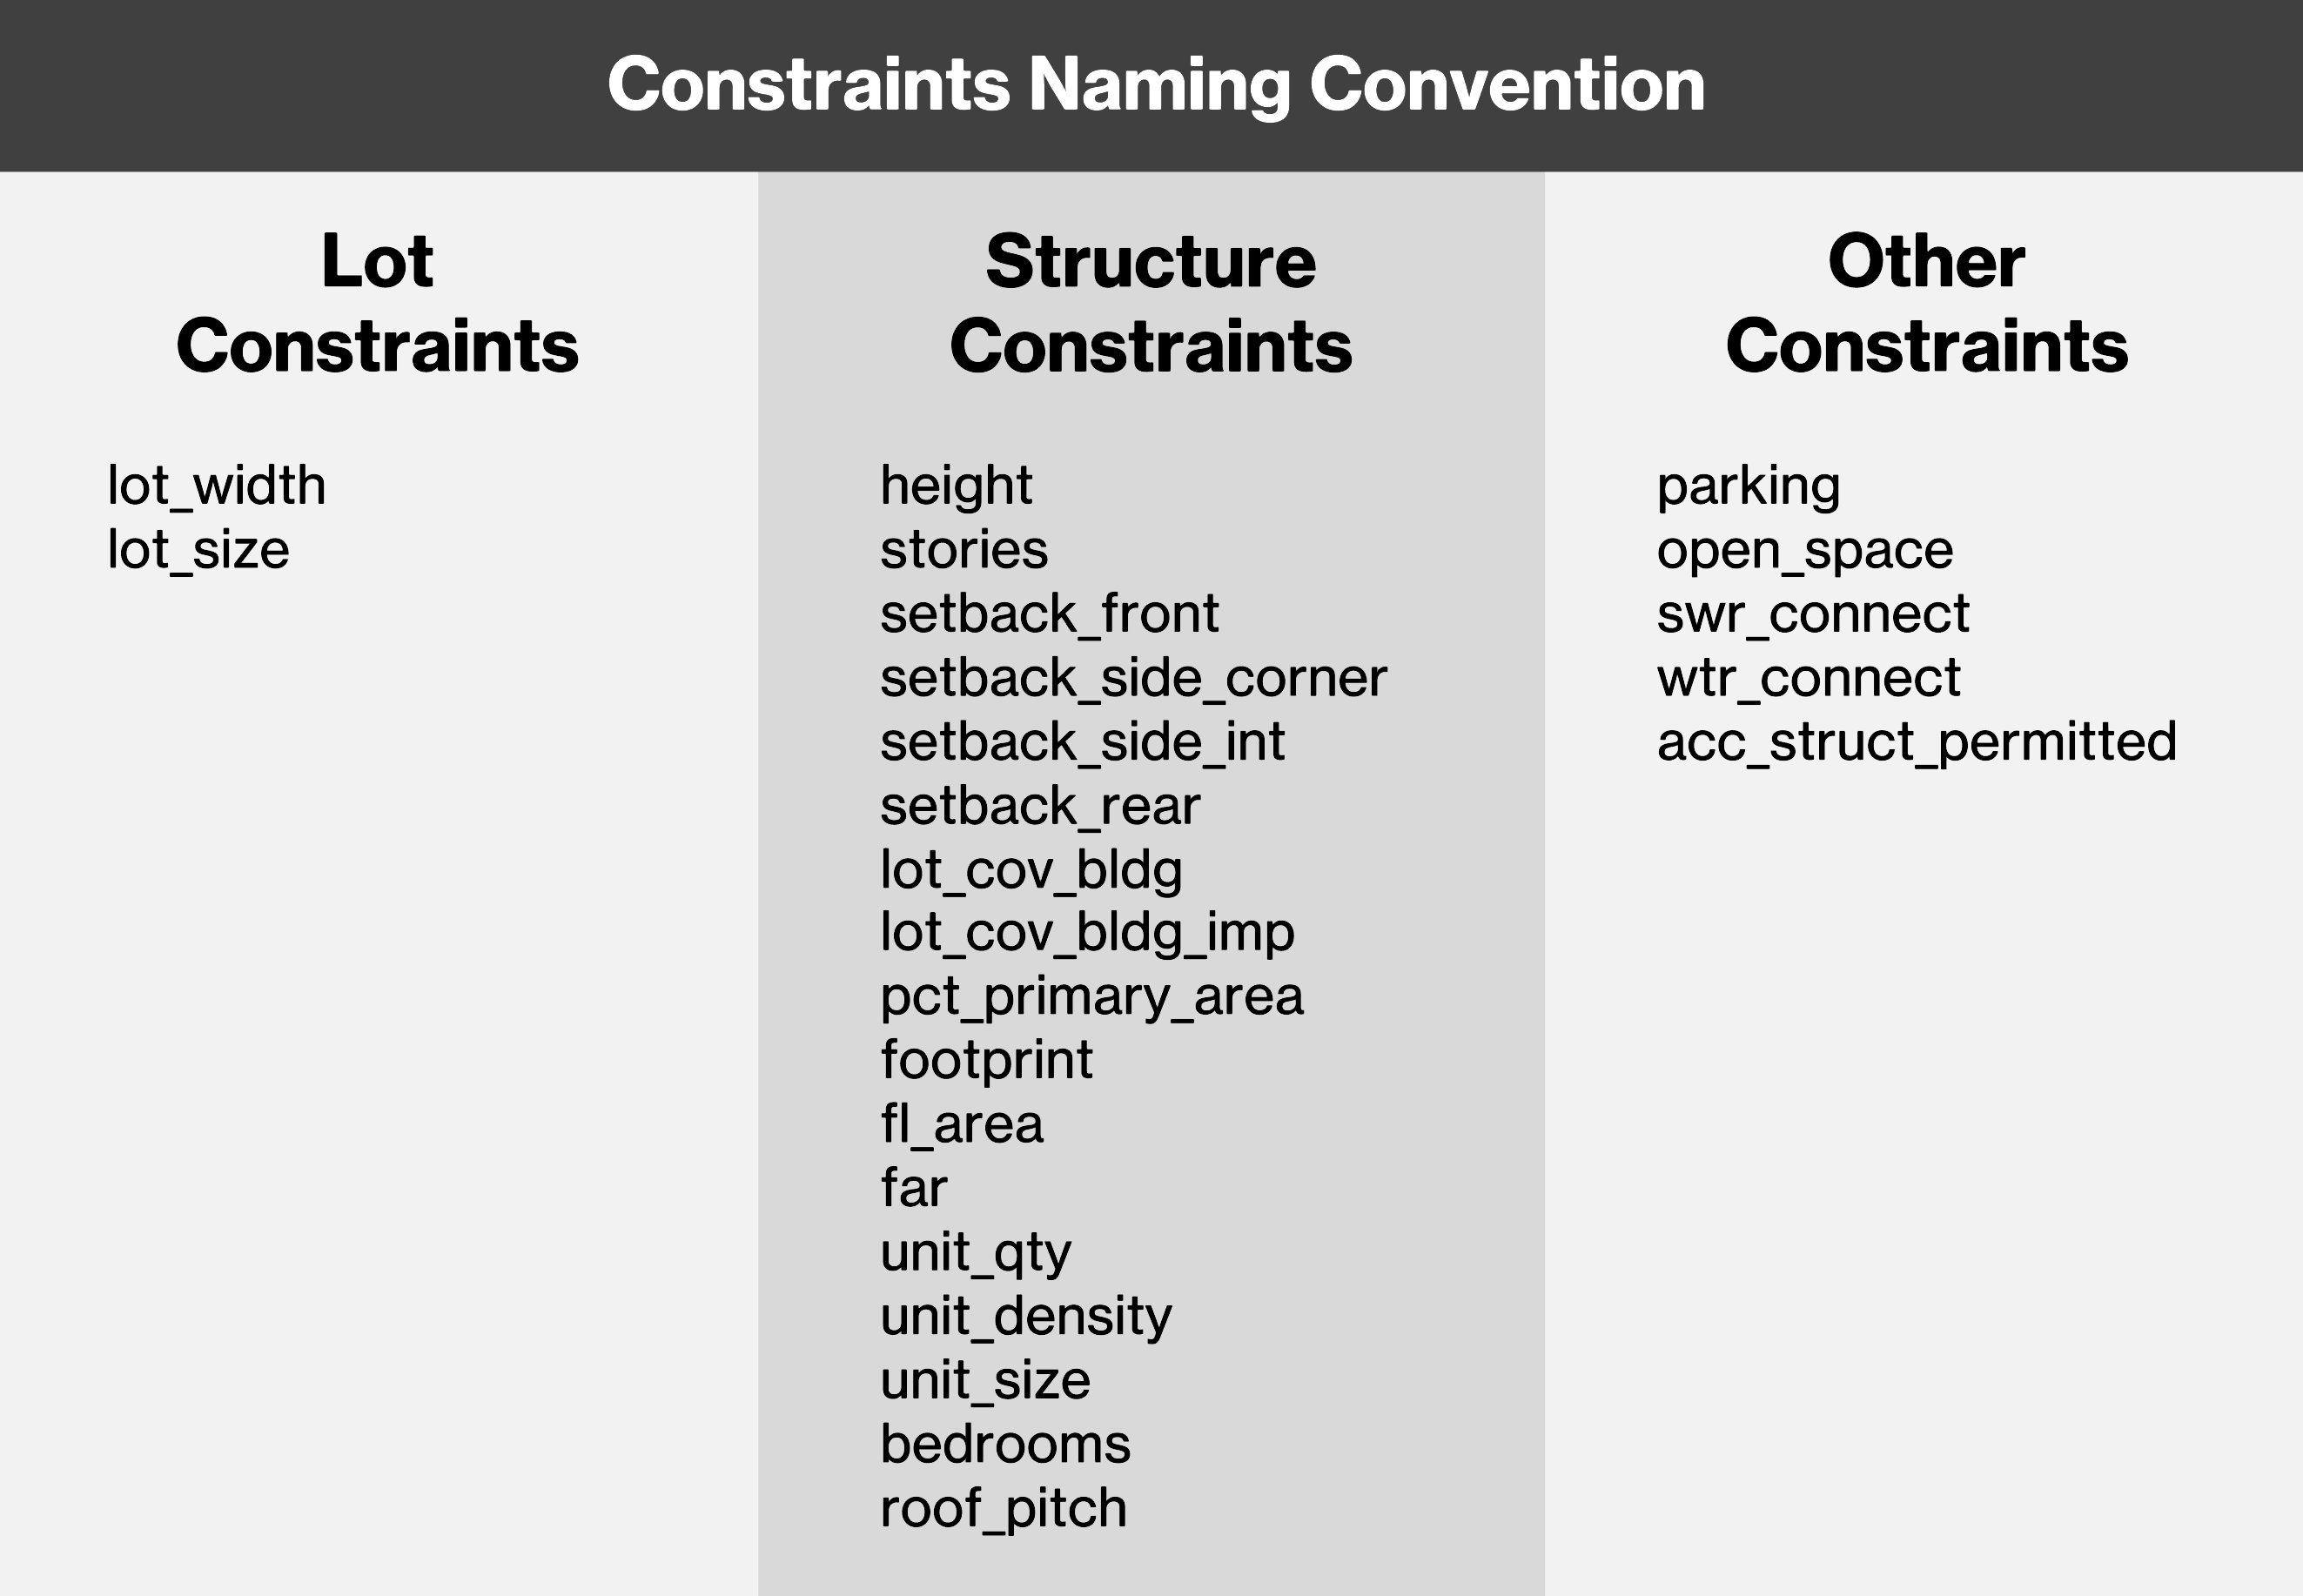 Constraints Naming Convention
Lot
Constraints
lot_width
lot_size
Structure
Constraints
height
stories
setback_front
setback_side_corner
setback_side_int
setback_rear
lot_cov_bldg
lot_cov_bldg_imp
pct_primary_area
footprint
fl_area
far
unit_qty
unit_density
unit_size
bedrooms
roof_pitch
Other
Constraints
parking
open_space
swr_connect
wtr_connect
acc_struct_permitted